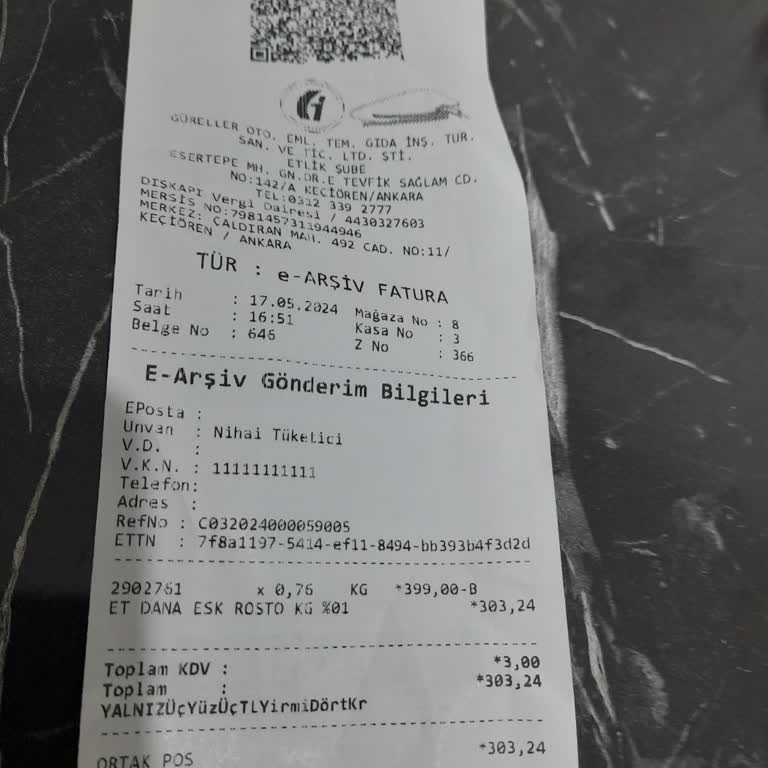 GÜRELLER OTO. EML. TEM. GIDA İNŞ. TUR.
SAN. VE TİC. LTD. ŞTİ.
ETLİK ŞUBE
ESERTEPE MH. GN.DR.E TEVFİK SAĞLAM CD.
NO:142/A KEÇİÖREN/ANKARA
TEL:0312 339 2777
DIŞKAPI Vergi Dairesi / 4430327603
MERSİS NO:7981457311944946
MERKEZ: ÇALDIRAN MAH. 492 CAD. NO:11/
KEÇİÖREN / ANKARA
TÜR : e-ARŞİV FATURA
Tarih : 17.05.2024 Mağaza No : 8
Saat : 16:51 Kasa No : 3
Belge No : 646 Z No : 366
E-Arşiv Gönderim Bilgileri
EPosta :
Unvan : Nihai Tüketici
V.D. :
V.K.N. : 11111111111
Telefon:
Adres :
RefNo : C032024000059005
ETTN : 7f8a1197-5414-ef11-8494-bb393b4f3d2d
2902761 x 0,76 KG *399,00-B
ET DANA ESK ROSTO KG %01 *303,24
Toplam KDV : *3,00
Toplam : *303,24
YALNIZÜçYüzÜçTLYirmiDörtKr
ORTAK POS *303,24